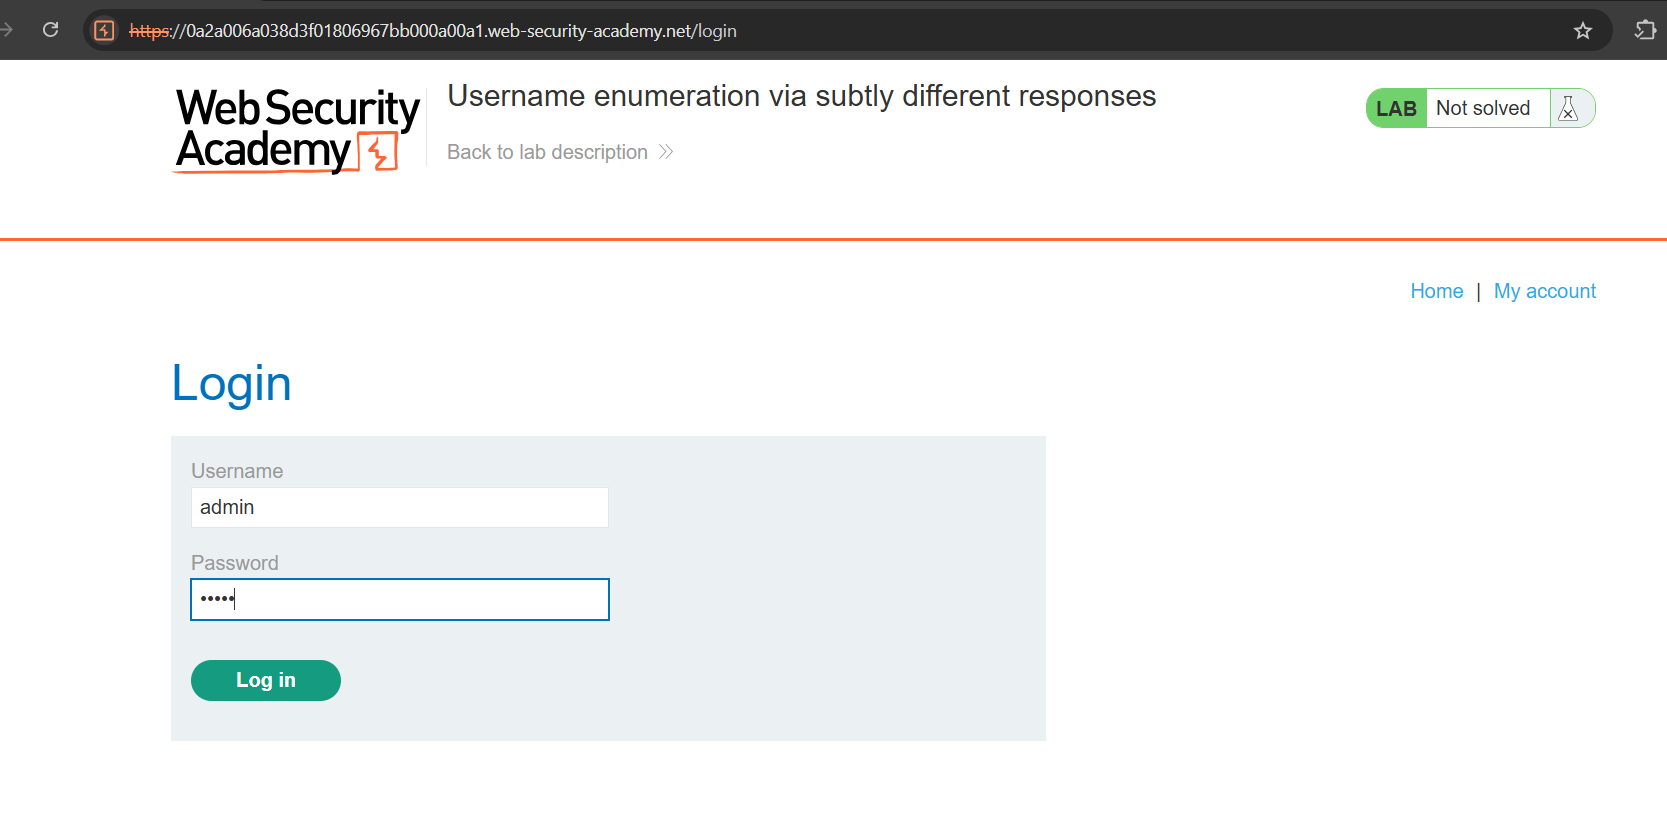 https://0a2a006a038d3f01806967bb000a00a1.web-security-academy.net/login
Web Security
Academy
Username enumeration via subtly different responses
Back to lab description
LAB Not solved
Home | My account
Login
Username
admin
Password
•••••
Log in